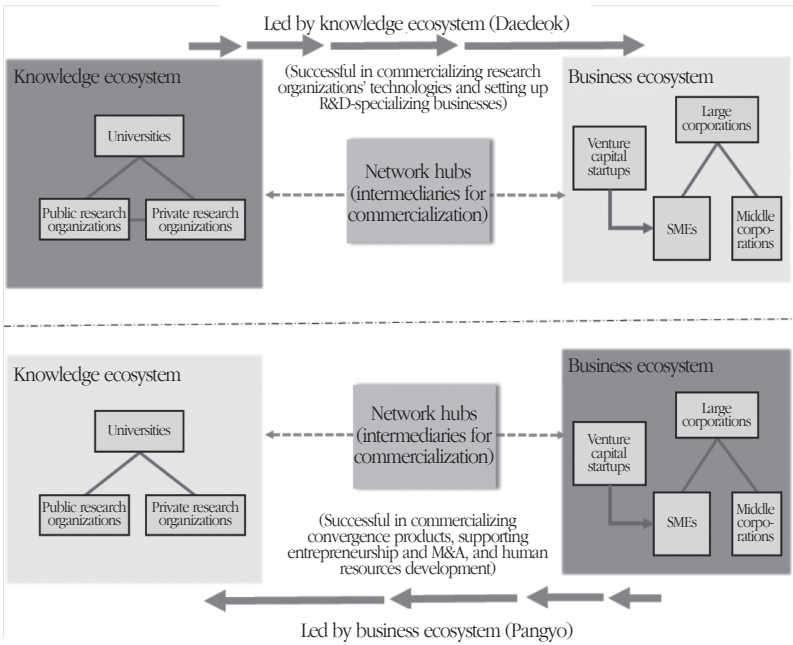 Led by knowledge ecosystem (Daedeok)
Knowledge ecosystem
(Successful in commercializing research
organizations' technologies and setting up
R&D-specializing businesses)
Business ecosystem
Universities
Public research
organizations
Private research
organizations
Network hubs
(intermediaries for
commercialization)
Venture
capital
startups
Large
corporations
SMEs
Middle
corpo-
rations
Knowledge ecosystem
Business ecosystem
Universities
Public research
organizations
Private research
organizations
Network hubs
(intermediaries for
commercialization)
Venture
capital
startups
Large
corporations
SMEs
Middle
corpo-
rations
(Successful in commercializing
convergence products, supporting
entrepreneurship and M&A, and human
resources development)
Led by business ecosystem (Pangyo)